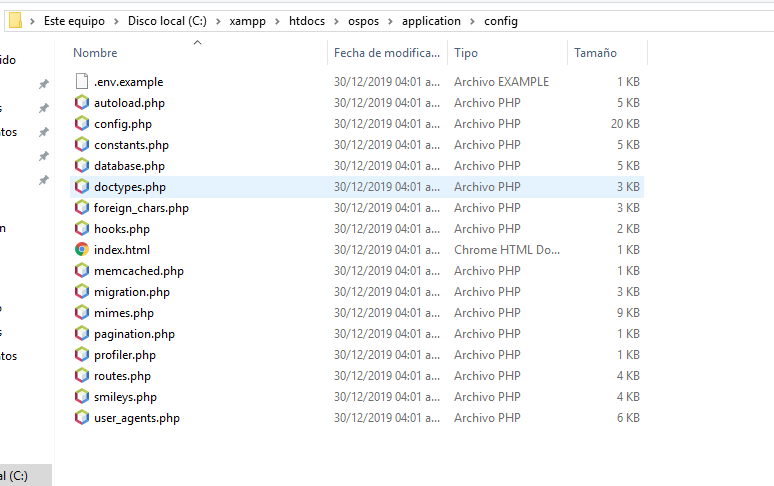 Este equipo > Disco local (C:) > xampp > htdocs > ospos > application > config
Nombre Fecha de modifica... Tipo Tamaño
.env.example 30/12/2019 04:01 a... Archivo EXAMPLE 1 KB
autoload.php 30/12/2019 04:01 a... Archivo PHP 5 KB
config.php 30/12/2019 04:01 a... Archivo PHP 20 KB
constants.php 30/12/2019 04:01 a... Archivo PHP 5 KB
database.php 30/12/2019 04:01 a... Archivo PHP 5 KB
doctypes.php 30/12/2019 04:01 a... Archivo PHP 3 KB
foreign_chars.php 30/12/2019 04:01 a... Archivo PHP 3 KB
hooks.php 30/12/2019 04:01 a... Archivo PHP 2 KB
index.html 30/12/2019 04:01 a... Chrome HTML Do... 1 KB
memcached.php 30/12/2019 04:01 a... Archivo PHP 1 KB
migration.php 30/12/2019 04:01 a... Archivo PHP 3 KB
mimes.php 30/12/2019 04:01 a... Archivo PHP 9 KB
pagination.php 30/12/2019 04:01 a... Archivo PHP 1 KB
profiler.php 30/12/2019 04:01 a... Archivo PHP 1 KB
routes.php 30/12/2019 04:01 a... Archivo PHP 4 KB
smileys.php 30/12/2019 04:01 a... Archivo PHP 4 KB
user_agents.php 30/12/2019 04:01 a... Archivo PHP 6 KB
ido
s
ntos
n
o
s
ntos
al (C:)